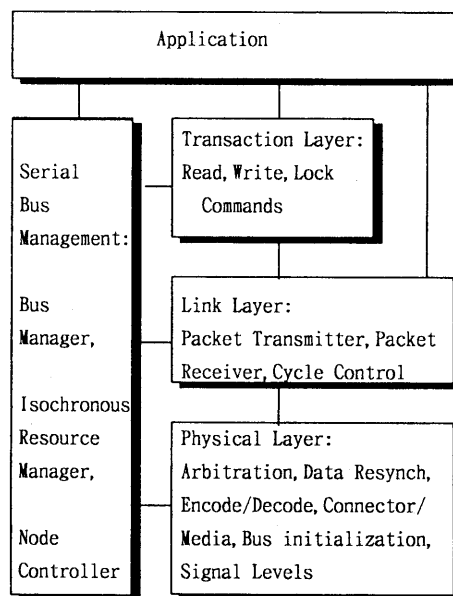 Application
Serial
Bus
Management:
Bus
Manager,
Isochronous
Resource
Manager,
Node
Controller
Transaction Layer:
Read, Write, Lock
Commands
Link Layer:
Packet Transmitter, Packet
Receiver, Cycle Control
Physical Layer:
Arbitration, Data Resynch,
Encode/Decode, Connector/
Media, Bus initialization,
Signal Levels